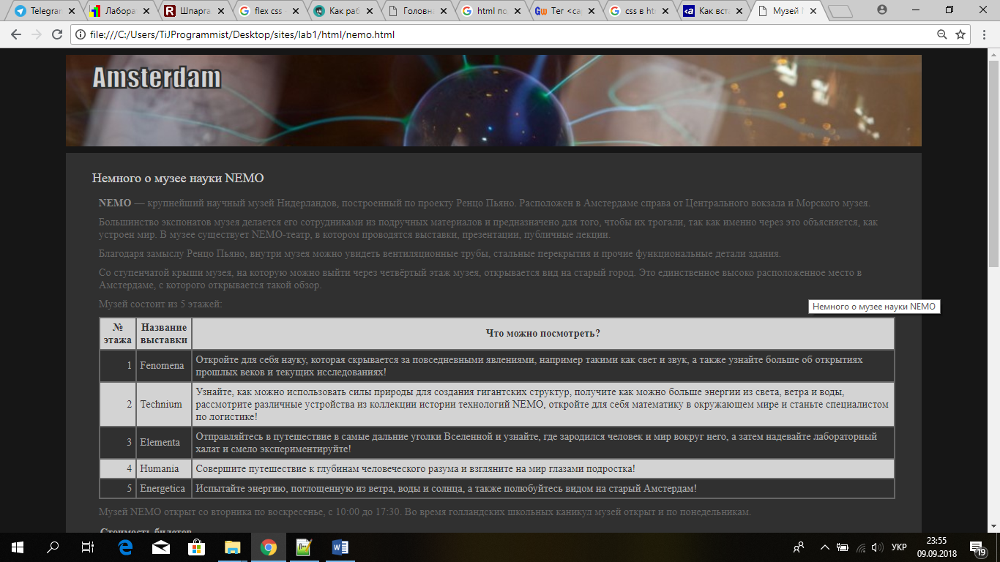 Telegram
Лабора
Шпарга
flex css
Как раб
Головна
html по
Тег <cap
css в htm
Как вста
Музей N
file:///C:/Users/TiJProgrammist/Desktop/sites/lab1/html/nemo.html
Amsterdam
Немного о музее науки NEMO
NEMO — крупнейший научный музей Нидерландов, построенный по проекту Ренцо Пьяно. Расположен в Амстердаме справа от Центрального вокзала и Морского музея.
Большинство экспонатов музея делается его сотрудниками из подручных материалов и предназначено для того, чтобы их трогали, так как именно через это объясняется, как
устроен мир. В музее существует NEMO-театр, в котором проводятся выставки, презентации, публичные лекции.
Благодаря замыслу Ренцо Пьяно, внутри музея можно увидеть вентиляционные трубы, стальные перекрытия и прочие функциональные детали здания.
Со ступенчатой крыши музея, на которую можно выйти через четвёртый этаж музея, открывается вид на старый город. Это единственное высоко расположенное место в
Амстердаме, с которого открывается такой обзор.
Музей состоит из 5 этажей:
Немного о музее науки NEMO
№
этажа
Название
выставки
Что можно посмотреть?
1 Fenomena
Откройте для себя науку, которая скрывается за повседневными явлениями, например такими как свет и звук, а также узнайте больше об открытиях
прошлых веков и текущих исследованиях!
2 Technium
Узнайте, как можно использовать силы природы для создания гигантских структур, получите как можно больше энергии из света, ветра и воды,
рассмотрите различные устройства из коллекции истории технологий NEMO, откройте для себя математику в окружающем мире и станьте специалистом
по логистике!
3 Elementa
Отправляйтесь в путешествие в самые дальние уголки Вселенной и узнайте, где зародился человек и мир вокруг него, а затем надевайте лабораторный
халат и смело экспериментируйте!
4 Humania Совершите путешествие к глубинам человеческого разума и взгляните на мир глазами подростка!
5 Energetica Испытайте энергию, поглощенную из ветра, воды и солнца, а также полюбуйтесь видом на старый Амстердам!
Музей NEMO открыт со вторника по воскресенье, с 10:00 до 17:30. Во время голландских школьных каникул музей открыт и по понедельникам.
Стоимость билетов
УКР
23:55
09.09.2018
19